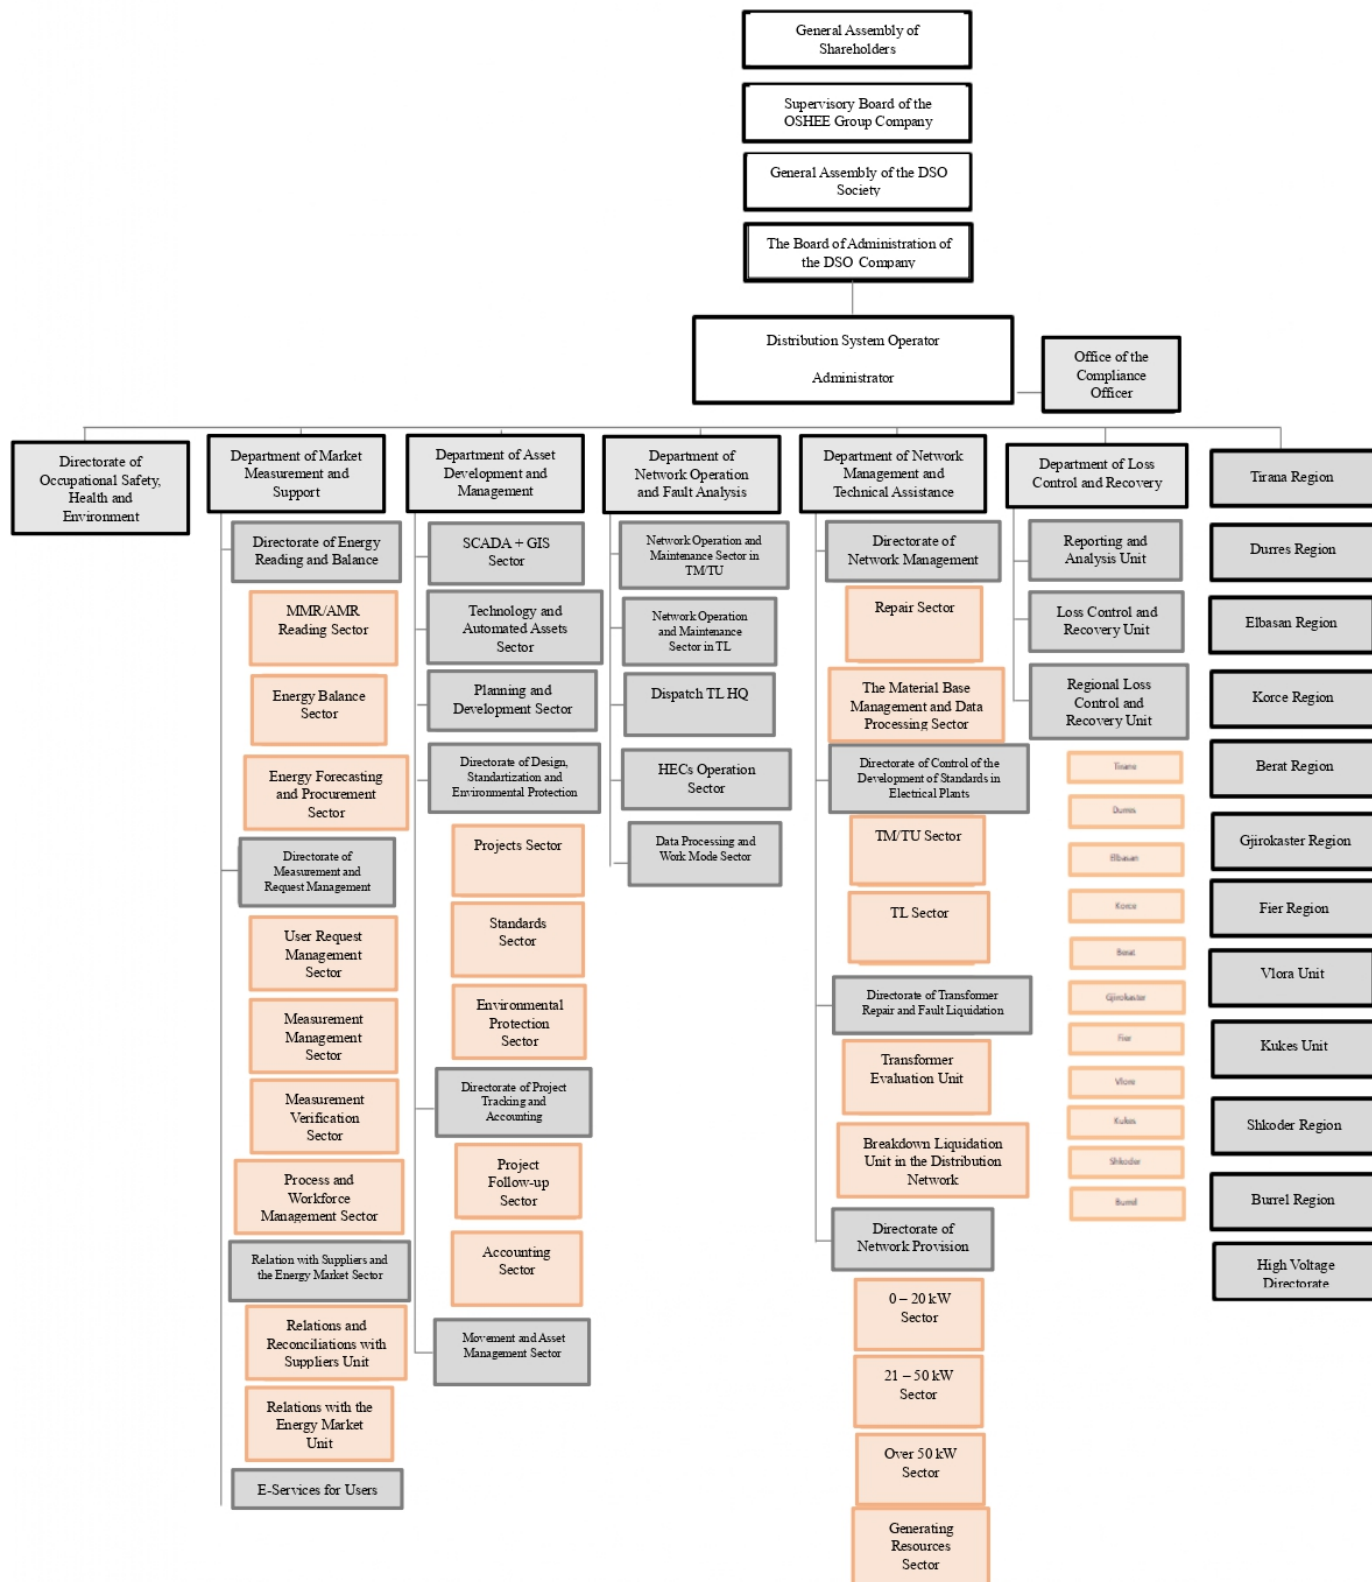 General Assembly of
Shareholders
Supervisory Board of the
OSHEE Group Company
General Assembly of the DSO
Society
The Board of Administration of
the DSO Company
Distribution System Operator
Administrator
Office of the
Compliance
Officer
Directorate of
Occupational Safety,
Health and
Environment
Department of Market
Measurement and
Support
Directorate of Energy
Reading and Balance
MMR/AMR
Reading Sector
Energy Balance
Sector
Energy Forecasting
and Procurement
Sector
Directorate of
Measurement and
Request Management
User Request
Management
Sector
Measurement
Management
Sector
Measurement
Verification
Sector
Process and
Workforce
Management Sector
Relation with Suppliers and
the Energy Market Sector
Relations and
Reconciliations with
Suppliers Unit
Relations with the
Energy Market
Unit
E-Services for Users
Department of Asset
Development and
Management
SCADA + GIS
Sector
Technology and
Automated Assets
Sector
Planning and
Development Sector
Directorate of Design,
Standartization and
Environmental Protection
Projects Sector
Standards
Sector
Environmental
Protection
Sector
Directorate of Project
Tracking and
Accounting
Project
Follow-up
Sector
Accounting
Sector
Movement and Asset
Management Sector
Department of
Network Operation
and Fault Analysis
Network Operation and
Maintenance Sector in
TM/TU
Network Operation
and Maintenance
Sector in TL
Dispatch TL HQ
HECs Operation
Sector
Data Processing and
Work Mode Sector
Department of Network
Management and
Technical Assistance
Directorate of
Network Management
Repair Sector
The Material Base
Management and Data
Processing Sector
Directorate of Control of the
Development of Standards in
Electrical Plants
TM/TU Sector
TL Sector
Directorate of Transformer
Repair and Fault Liquidation
Transformer
Evaluation Unit
Breakdown Liquidation
Unit in the Distribution
Network
Directorate of
Network Provision
0 – 20 kW
Sector
21 – 50 kW
Sector
Over 50 kW
Sector
Generating
Resources
Sector
Department of Loss
Control and Recovery
Reporting and
Analysis Unit
Loss Control and
Recovery Unit
Regional Loss
Control and
Recovery Unit
Tirane
Durres
Elbasan
Korce
Berat
Gjirokaster
Fier
Vlore
Kukes
Shkoder
Burrel
Tirana Region
Durres Region
Elbasan Region
Korce Region
Berat Region
Gjirokaster Region
Fier Region
Vlora Unit
Kukes Unit
Shkoder Region
Burrel Region
High Voltage
Directorate